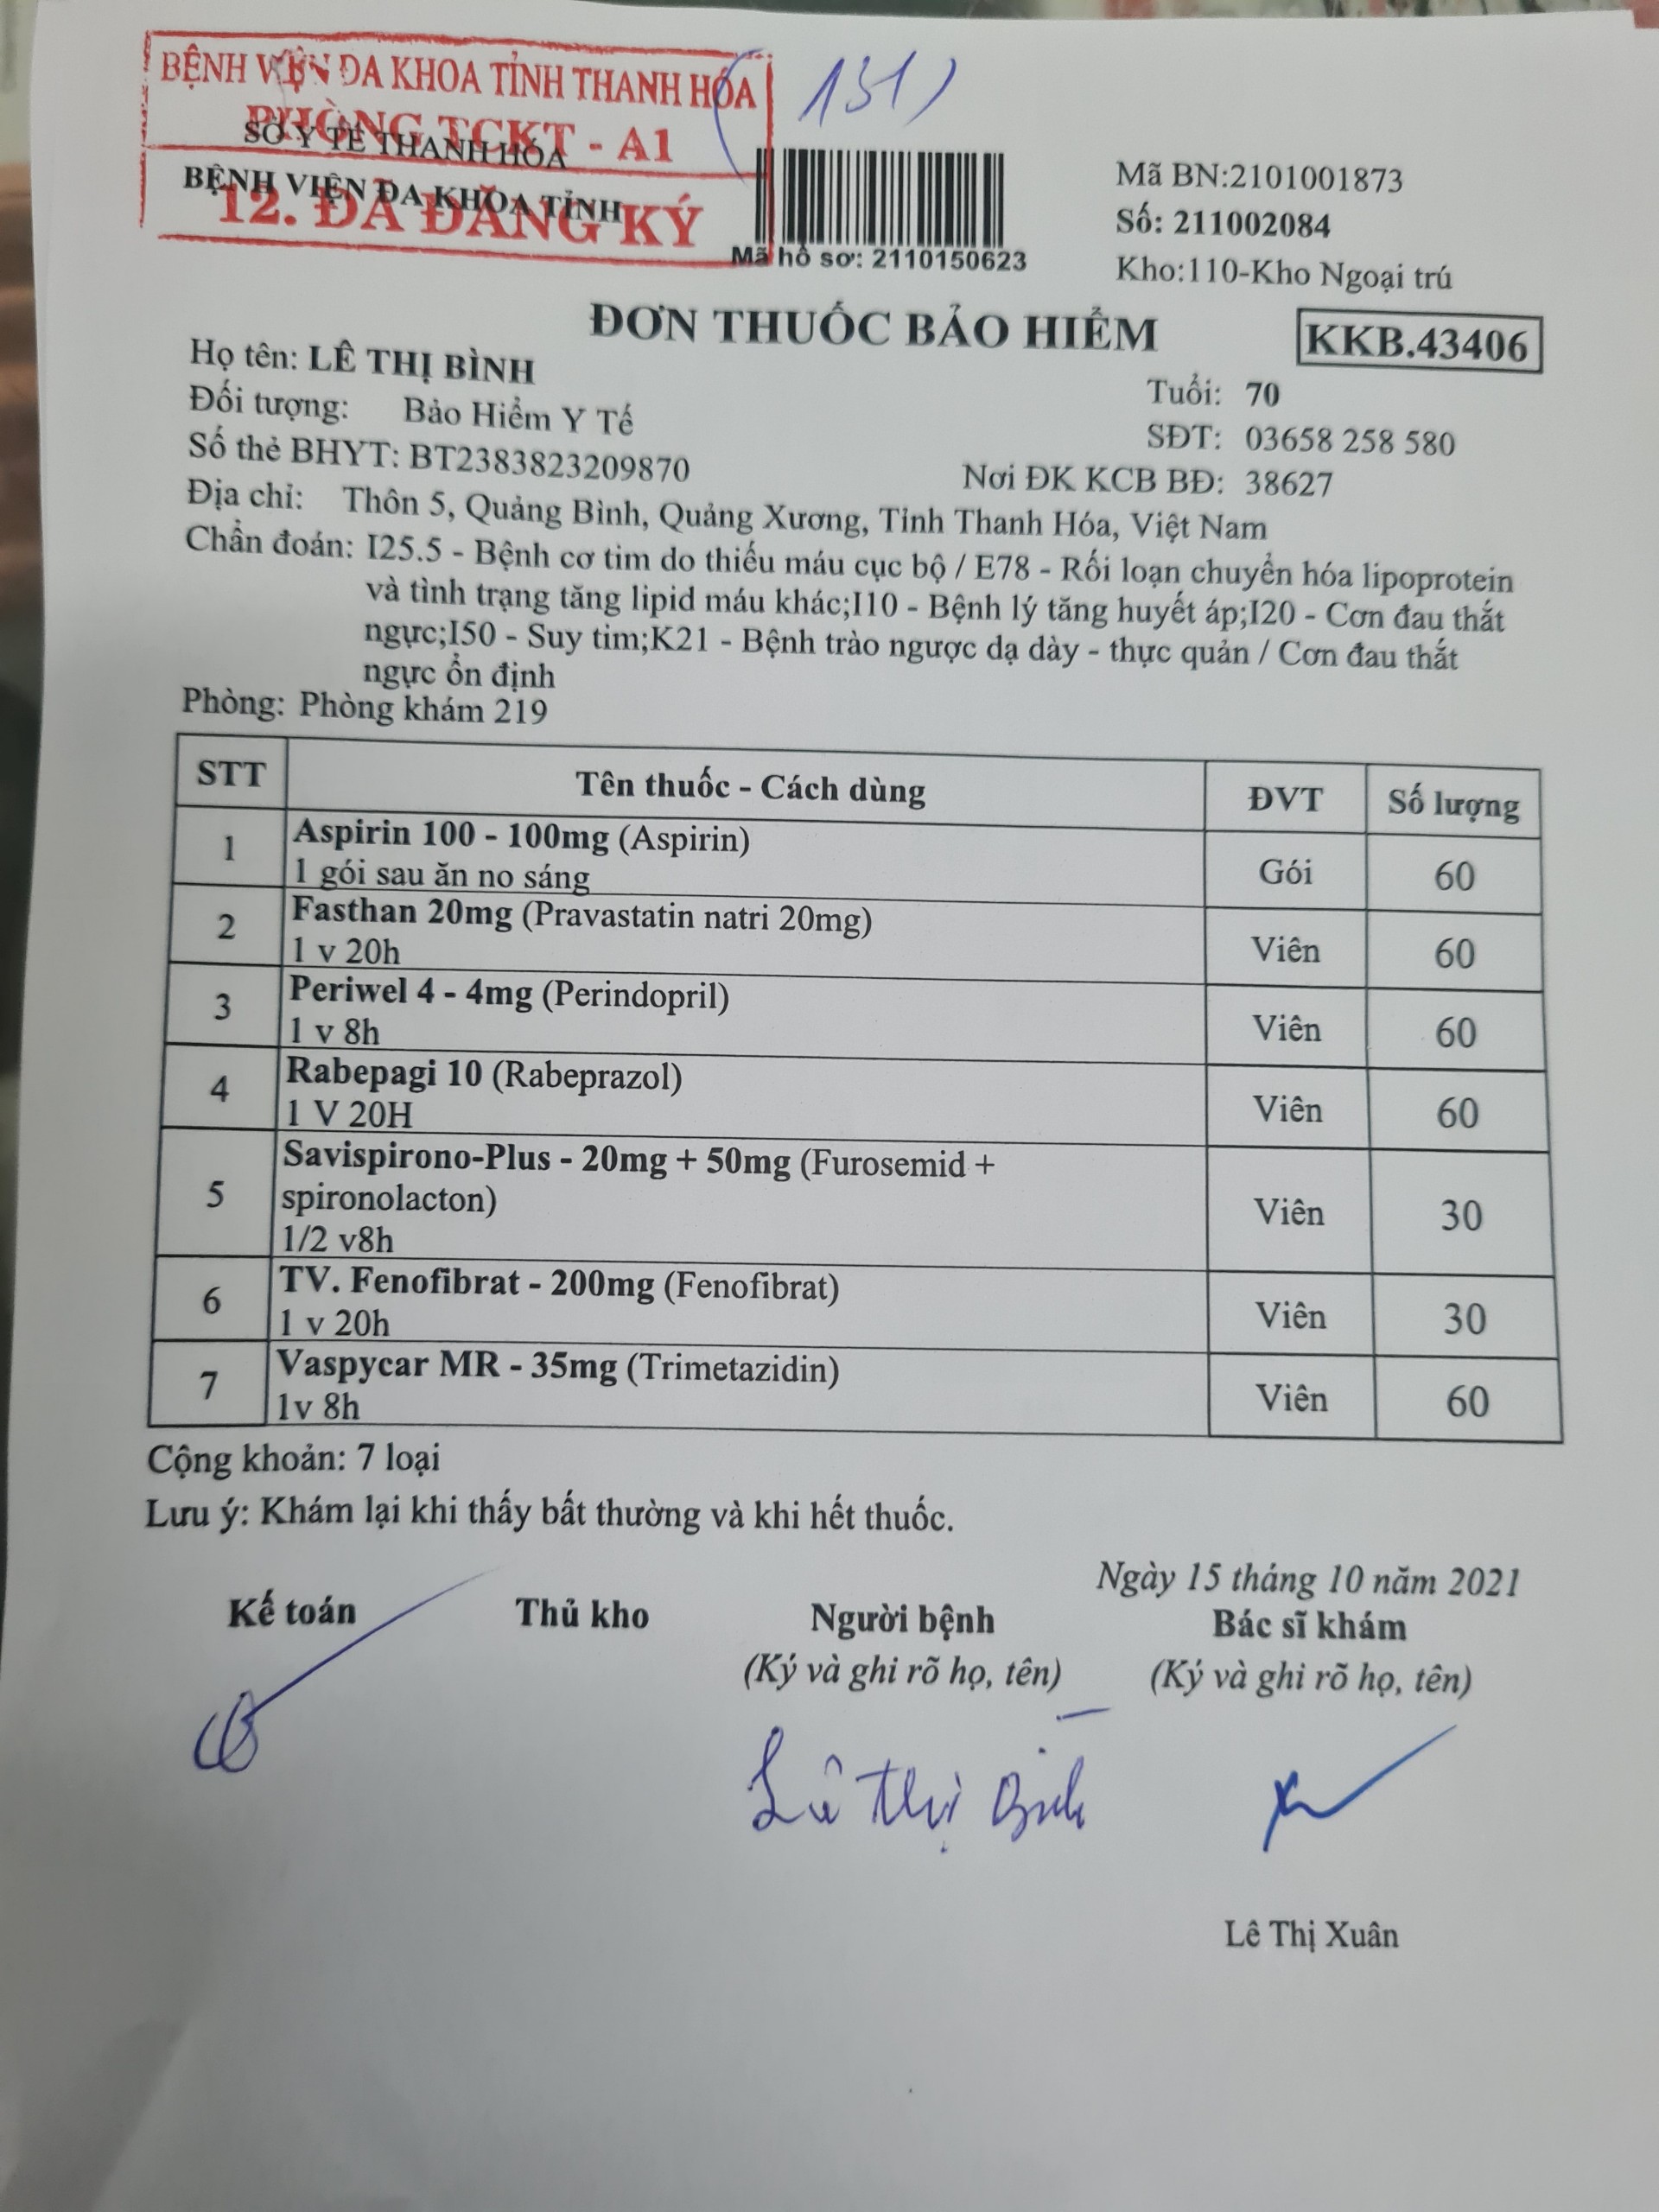 BỆNH VIỆN ĐA KHOA TỈNH THANH HÓA
PHÒNG TCKT - A1
12. ĐÃ ĐĂNG KÝ
SỞ Y TẾ THANH HÓA
BỆNH VIỆN ĐA KHOA TỈNH
Mã hồ sơ: 2110150623
Mã BN:2101001873
Số: 211002084
Kho:110-Kho Ngoại trú
ĐƠN THUỐC BẢO HIỂM
KKB.43406
Họ tên: LÊ THỊ BÌNH
Tuổi: 70
Đối tượng: Bảo Hiểm Y Tế
SĐT: 03658 258 580
Số thẻ BHYT: BT2383823209870
Nơi ĐK KCB BĐ: 38627
Địa chỉ: Thôn 5, Quảng Bình, Quảng Xương, Tỉnh Thanh Hóa, Việt Nam
Chẩn đoán: I25.5 - Bệnh cơ tim do thiếu máu cục bộ / E78 - Rối loạn chuyển hóa lipoprotein
và tình trạng tăng lipid máu khác;I10 - Bệnh lý tăng huyết áp;I20 - Cơn đau thắt
ngực;I50 - Suy tim;K21 - Bệnh trào ngược dạ dày - thực quản / Cơn đau thắt
ngực ổn định
Phòng: Phòng khám 219
STT Tên thuốc - Cách dùng ĐVT Số lượng
1 Aspirin 100 - 100mg (Aspirin) Gói 60
1 gói sau ăn no sáng
2 Fasthan 20mg (Pravastatin natri 20mg) Viên 60
1 v 20h
3 Periwel 4 - 4mg (Perindopril) Viên 60
1 v 8h
4 Rabepagi 10 (Rabeprazol) Viên 60
1 V 20H
5 Savispirono-Plus - 20mg + 50mg (Furosemid + Viên 30
spironolacton)
1/2 v8h
6 TV. Fenofibrat - 200mg (Fenofibrat) Viên 30
1 v 20h
7 Vaspycar MR - 35mg (Trimetazidin) Viên 60
1v 8h
Cộng khoản: 7 loại
Lưu ý: Khám lại khi thấy bất thường và khi hết thuốc.
Ngày 15 tháng 10 năm 2021
Kế toán Thủ kho Người bệnh Bác sĩ khám
(Ký và ghi rõ họ, tên) (Ký và ghi rõ họ, tên)
Lê Thị Bình
Lê Thị Xuân